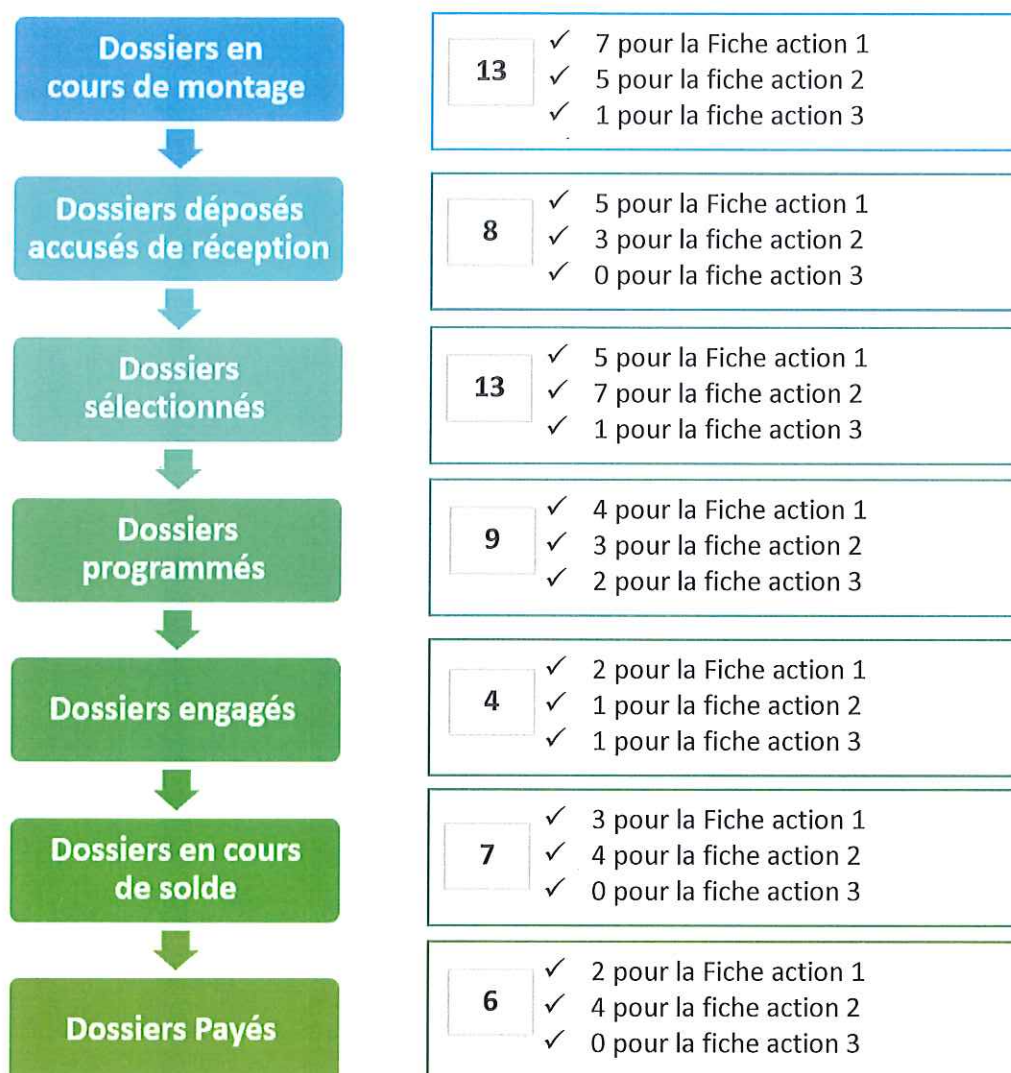 Dossiers en
cours de montage
13
✓ 7 pour la Fiche action 1
✓ 5 pour la fiche action 2
✓ 1 pour la fiche action 3
Dossiers déposés
accusés de réception
8
✓ 5 pour la Fiche action 1
✓ 3 pour la fiche action 2
✓ 0 pour la fiche action 3
Dossiers
sélectionnés
13
✓ 5 pour la Fiche action 1
✓ 7 pour la fiche action 2
✓ 1 pour la fiche action 3
Dossiers
programmés
9
✓ 4 pour la Fiche action 1
✓ 3 pour la fiche action 2
✓ 2 pour la fiche action 3
Dossiers engagés
4
✓ 2 pour la Fiche action 1
✓ 1 pour la fiche action 2
✓ 1 pour la fiche action 3
Dossiers en cours
de solde
7
✓ 3 pour la Fiche action 1
✓ 4 pour la fiche action 2
✓ 0 pour la fiche action 3
Dossiers Payés
6
✓ 2 pour la Fiche action 1
✓ 4 pour la fiche action 2
✓ 0 pour la fiche action 3